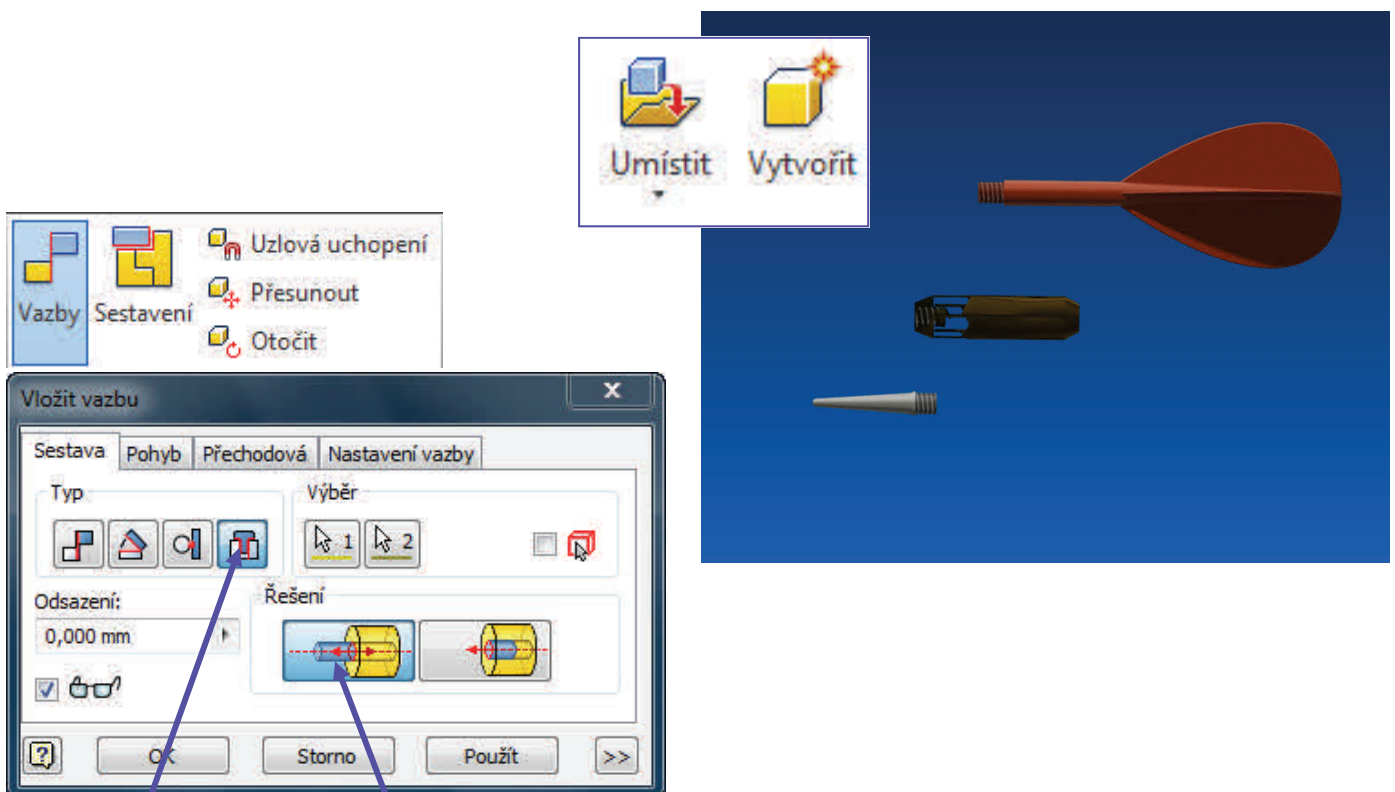 Umístit Vytvořit
Vazby Sestavení
Uzlová uchopení
Přesunout
Otočit
Vložit vazbu X
Sestava Pohyb Přechodová Nastavení vazby
Typ Výběr
1 2
Odsazení: Řešení
0,000 mm
? OK Storno Použít >>